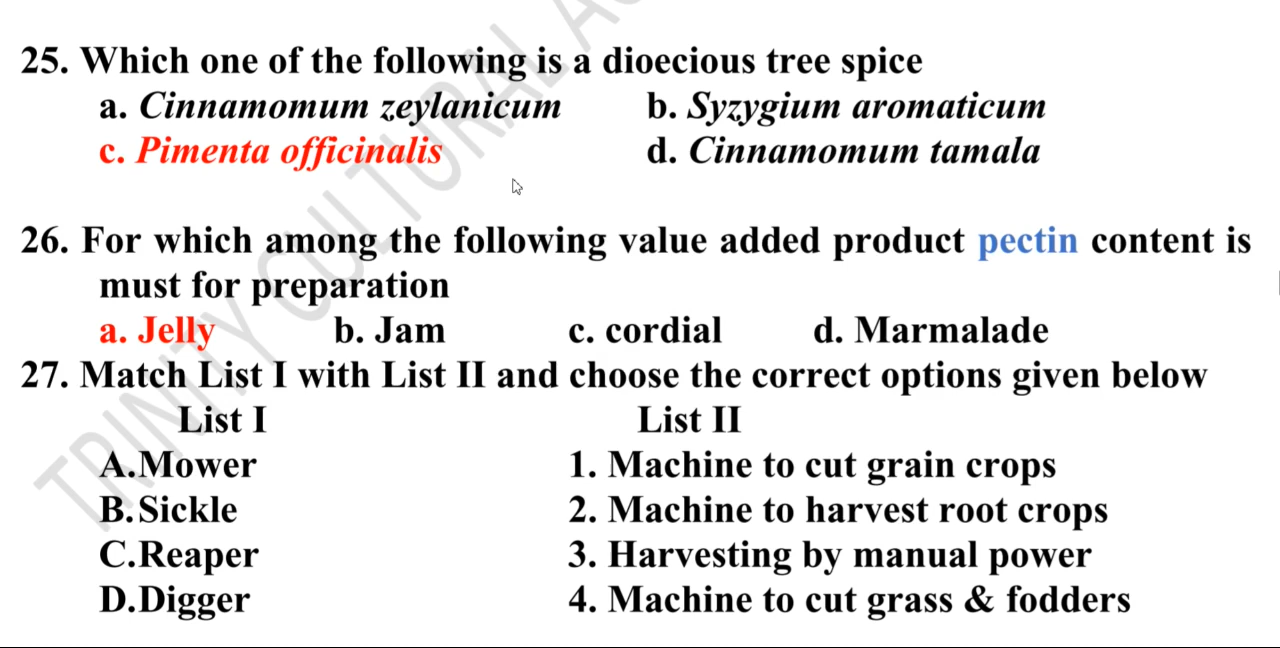 25. Which one of the following is a dioecious tree spice
a. Cinnamomum zeylanicum b. Syzygium aromaticum
c. Pimenta officinalis d. Cinnamomum tamala
26. For which among the following value added product pectin content is
must for preparation
a. Jelly b. Jam c. cordial d. Marmalade
27. Match List I with List II and choose the correct options given below
List I List II
A.Mower 1. Machine to cut grain crops
B.Sickle 2. Machine to harvest root crops
C.Reaper 3. Harvesting by manual power
D.Digger 4. Machine to cut grass & fodders
TRINITY CULTURAL